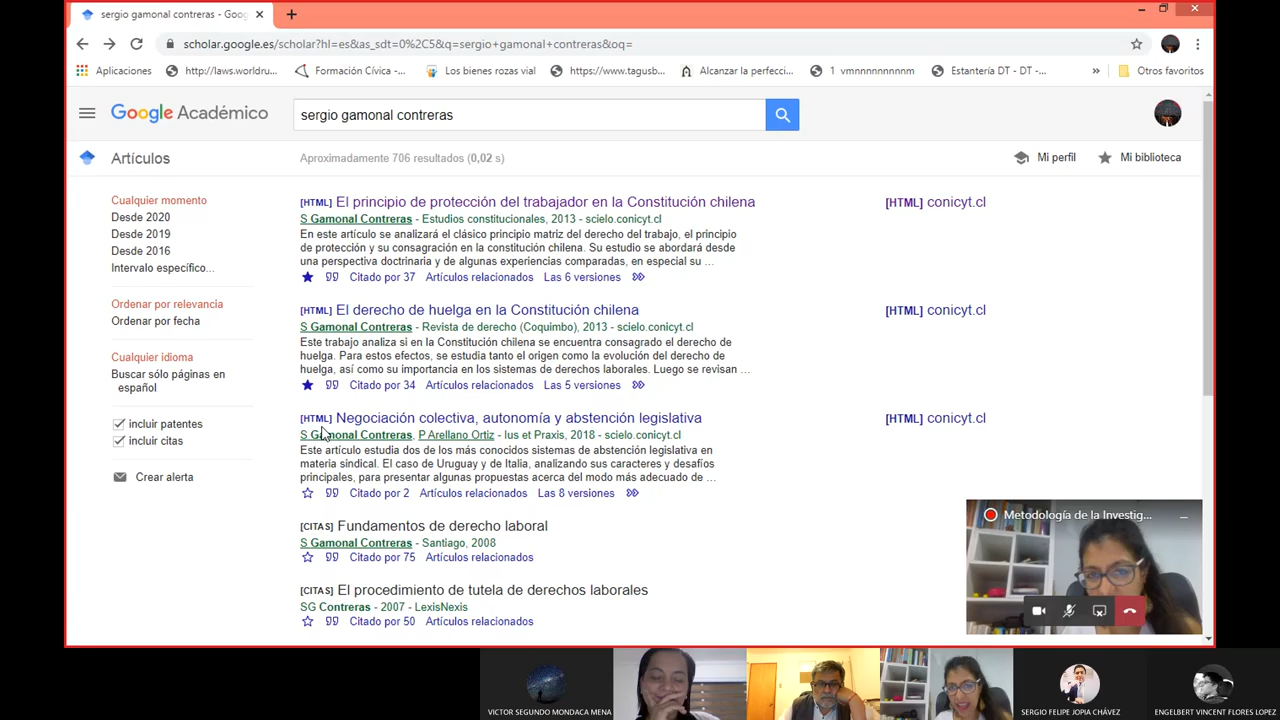 sergio gamonal contreras - Goog
scholar.google.es/scholar?hl=es&as_sdt=0%2C5&q=sergio+gamonal+contreras&oq=
Aplicaciones
http://laws.worldru...
Formación Cívica -...
Los bienes rozas vial
https://www.tagusb...
Alcanzar la perfecci...
1 vmnnnnnnnnm
Estantería DT - DT -...
»
Otros favoritos
Google Académico
sergio gamonal contreras
Artículos
Aproximadamente 706 resultados (0,02 s)
Mi perfil
Mi biblioteca
Cualquier momento
Desde 2020
Desde 2019
Desde 2016
Intervalo específico...
Ordenar por relevancia
Ordenar por fecha
Cualquier idioma
Buscar sólo páginas en
español
incluir patentes
incluir citas
Crear alerta
[HTML] El principio de protección del trabajador en la Constitución chilena
[HTML] conicyt.cl
S Gamonal Contreras - Estudios constitucionales, 2013 - scielo.conicyt.cl
En este artículo se analizará el clásico principio matriz del derecho del trabajo, el principio
de protección y su consagración en la constitución chilena. Su estudio se abordará desde
una perspectiva doctrinaria y de algunas experiencias comparadas, en especial su ...
Citado por 37 Artículos relacionados Las 6 versiones
[HTML] El derecho de huelga en la Constitución chilena
[HTML] conicyt.cl
S Gamonal Contreras - Revista de derecho (Coquimbo), 2013 - scielo.conicyt.cl
Este trabajo analiza si en la Constitución chilena se encuentra consagrado el derecho de
huelga. Para estos efectos, se estudia tanto el origen como la evolución del derecho de
huelga, así como su importancia en los sistemas de derechos laborales. Luego se revisan ...
Citado por 34 Artículos relacionados Las 5 versiones
[HTML] Negociación colectiva, autonomía y abstención legislativa
[HTML] conicyt.cl
S Gamonal Contreras, P Arellano Ortiz - Ius et Praxis, 2018 - scielo.conicyt.cl
Este artículo estudia dos de los más conocidos sistemas de abstención legislativa en
materia sindical. El caso de Uruguay y de Italia, analizando sus caracteres y desafíos
principales, para presentar algunas propuestas acerca del modo más adecuado de ...
Citado por 2 Artículos relacionados Las 8 versiones
[CITAS] Fundamentos de derecho laboral
S Gamonal Contreras - Santiago, 2008
Citado por 75 Artículos relacionados
[CITAS] El procedimiento de tutela de derechos laborales
SG Contreras - 2007 - LexisNexis
Citado por 50 Artículos relacionados
Metodología de la Investig...
VICTOR SEGUNDO MONDACA MENA
SERGIO FELIPE JOPIA CHÁVEZ
ENGELBERT VINCENT FLORES LOPEZ